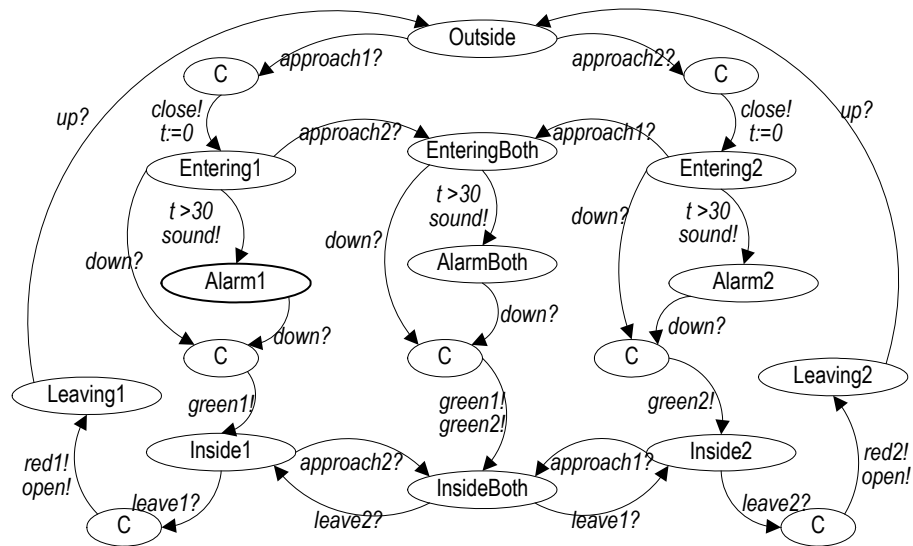 Outside
approach1?
approach2?
C
C
close!
t:=0
close!
t:=0
up?
up?
approach2?
approach1?
Entering1
EnteringBoth
Entering2
t >30
sound!
t >30
sound!
t >30
sound!
down?
down?
down?
Alarm1
AlarmBoth
Alarm2
down?
down?
down?
C
C
C
Leaving1
Leaving2
green1!
green1!
green2!
green2!
Inside1
Inside2
approach2?
approach1?
red1!
open!
red2!
open!
InsideBoth
leave1?
leave2?
leave1?
leave2?
C
C